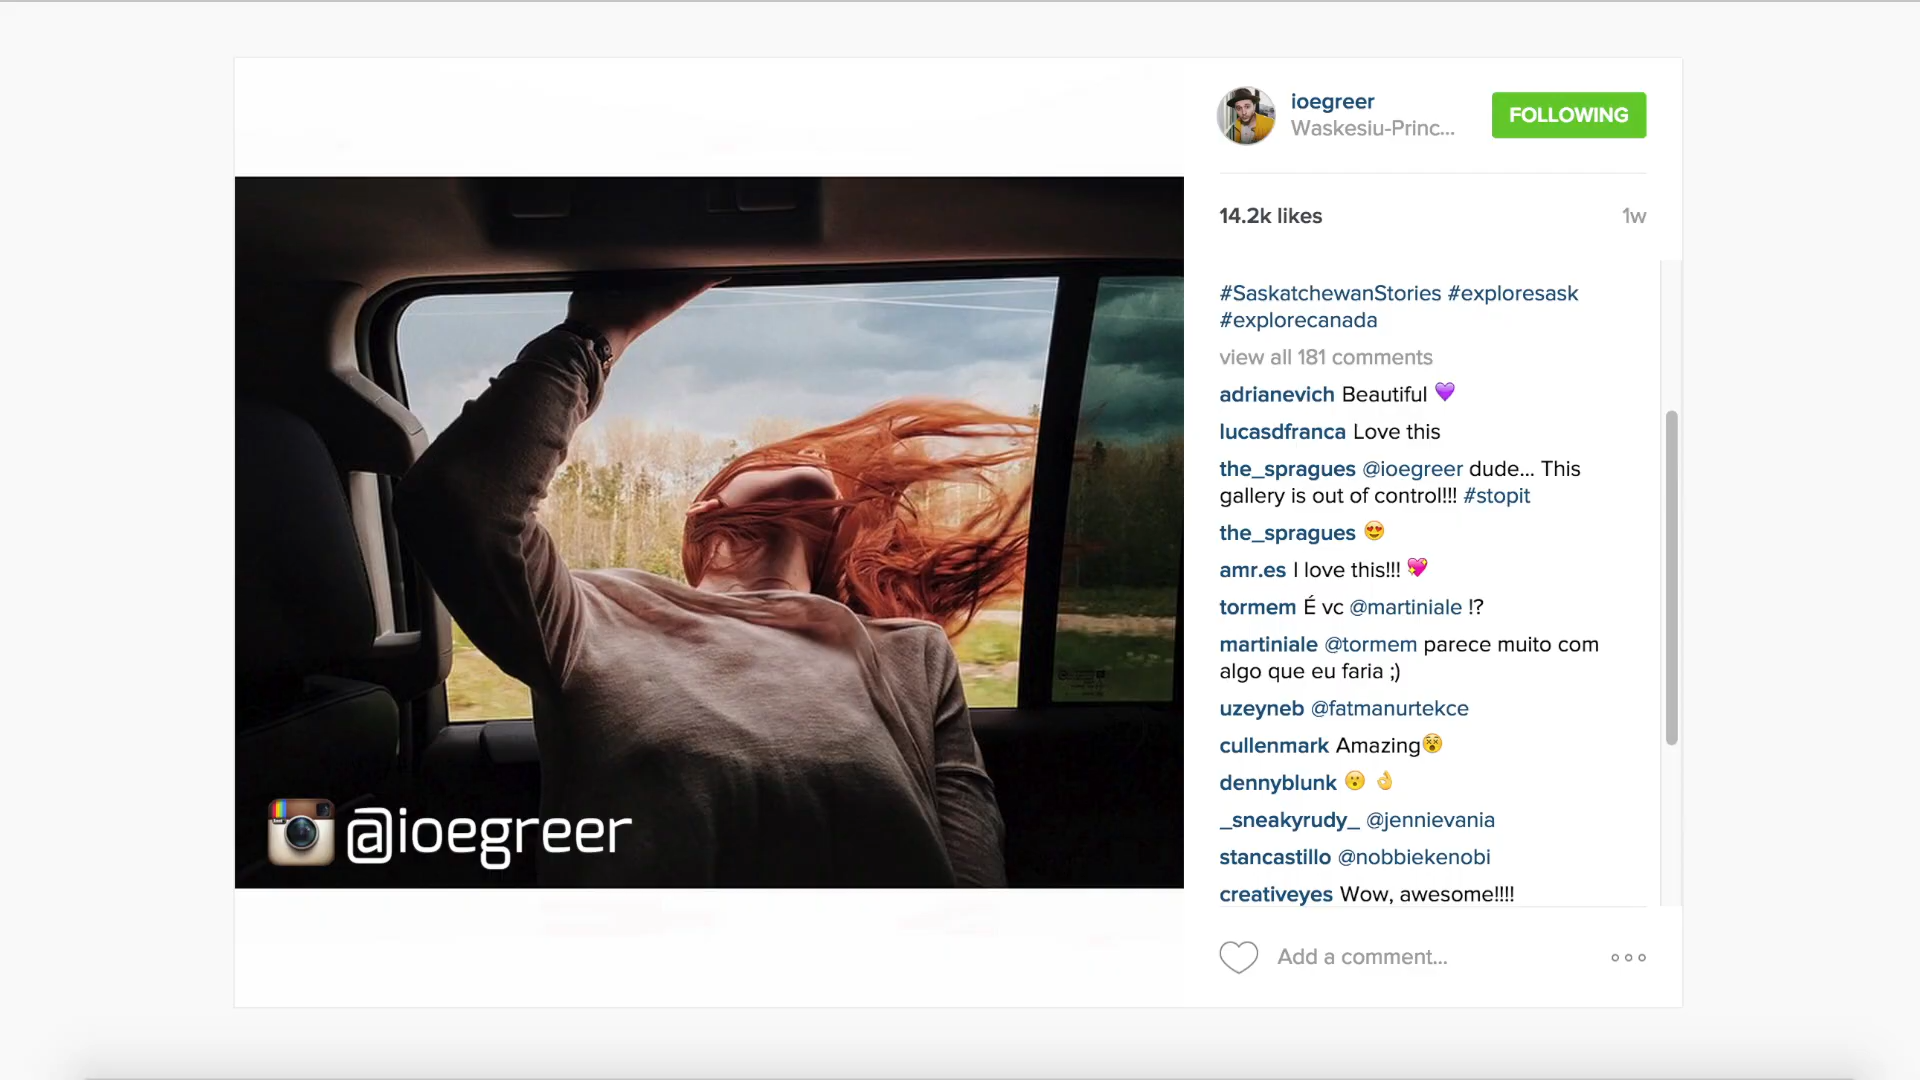 ioegreer
Waskesiu-Princ...
FOLLOWING
14.2k likes
1w
#SaskatchewanStories #exploresask
#explorecanada
view all 181 comments
adrianevich Beautiful 💜
lucasdfranca Love this
the_spragues @ioegreer dude... This
gallery is out of control!!! #stopit
the_spragues 😍
amr.es I love this!!! 💖
tormem É vc @martiniale !?
martiniale @tormem parece muito com
algo que eu faria ;)
uzeyneb @fatmanurtekce
cullenmark Amazing😵
dennyblunk 😮 👌
_sneakyrudy_ @jennievania
stancastillo @nobbiekenobi
creativeyes Wow, awesome!!!!
Add a comment...
@ioegreer